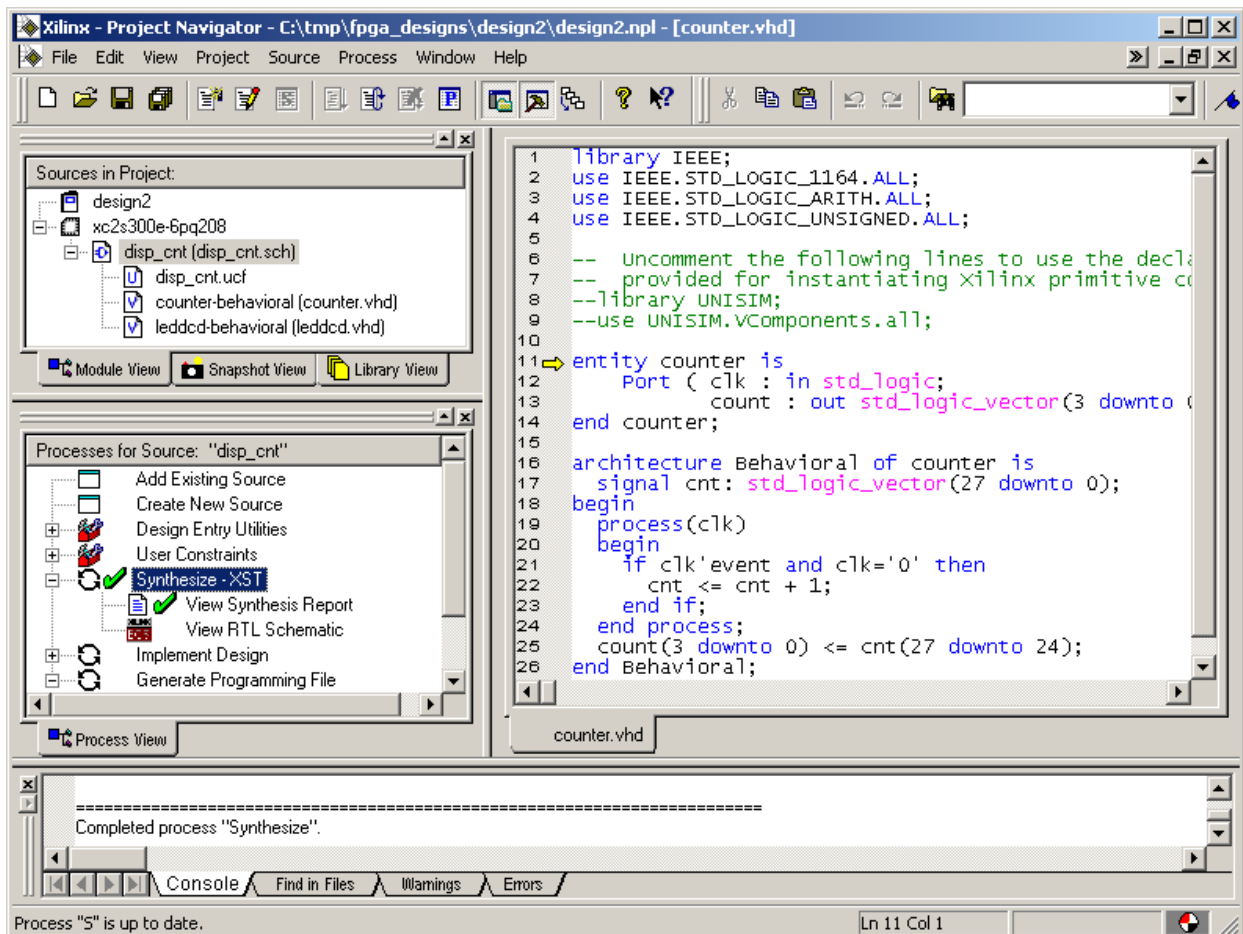 Xilinx - Project Navigator - C:\tmp\fpga_designs\design2\design2.npl - [counter.vhd]
File Edit View Project Source Process Window Help
Sources in Project:
design2
xc2s300e-6pq208
disp_cnt (disp_cnt.sch)
disp_cnt.ucf
counter-behavioral (counter.vhd)
leddcd-behavioral (leddcd.vhd)
Module View Snapshot View Library View
Processes for Source: "disp_cnt"
Add Existing Source
Create New Source
Design Entry Utilities
User Constraints
Synthesize - XST
View Synthesis Report
View RTL Schematic
Implement Design
Generate Programming File
Process View
1 library IEEE;
2 use IEEE.STD_LOGIC_1164.ALL;
3 use IEEE.STD_LOGIC_ARITH.ALL;
4 use IEEE.STD_LOGIC_UNSIGNED.ALL;
5
6 -- Uncomment the following lines to use the decla
7 -- provided for instantiating Xilinx primitive co
8 --library UNISIM;
9 --use UNISIM.VComponents.all;
10
11 entity counter is
12 Port ( clk : in std_logic;
13 count : out std_logic_vector(3 downto 0
14 end counter;
15
16 architecture Behavioral of counter is
17 signal cnt: std_logic_vector(27 downto 0);
18 begin
19 process(clk)
20 begin
21 if clk'event and clk='0' then
22 cnt <= cnt + 1;
23 end if;
24 end process;
25 count(3 downto 0) <= cnt(27 downto 24);
26 end Behavioral;
counter.vhd
=========================================================================
Completed process "Synthesize".
Console Find in Files Warnings Errors
Process "S" is up to date.
Ln 11 Col 1